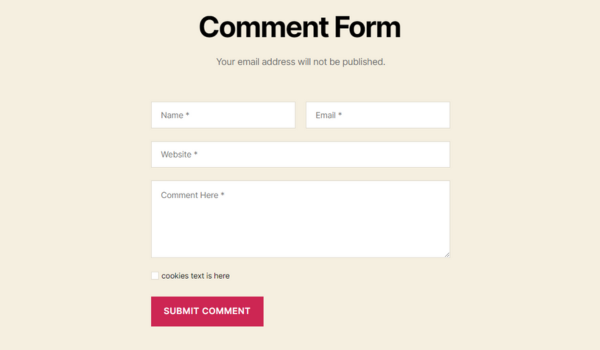 Comment Form
Your email address will not be published.
Name * Email *
Website *
Comment Here *
cookies text is here
SUBMIT COMMENT